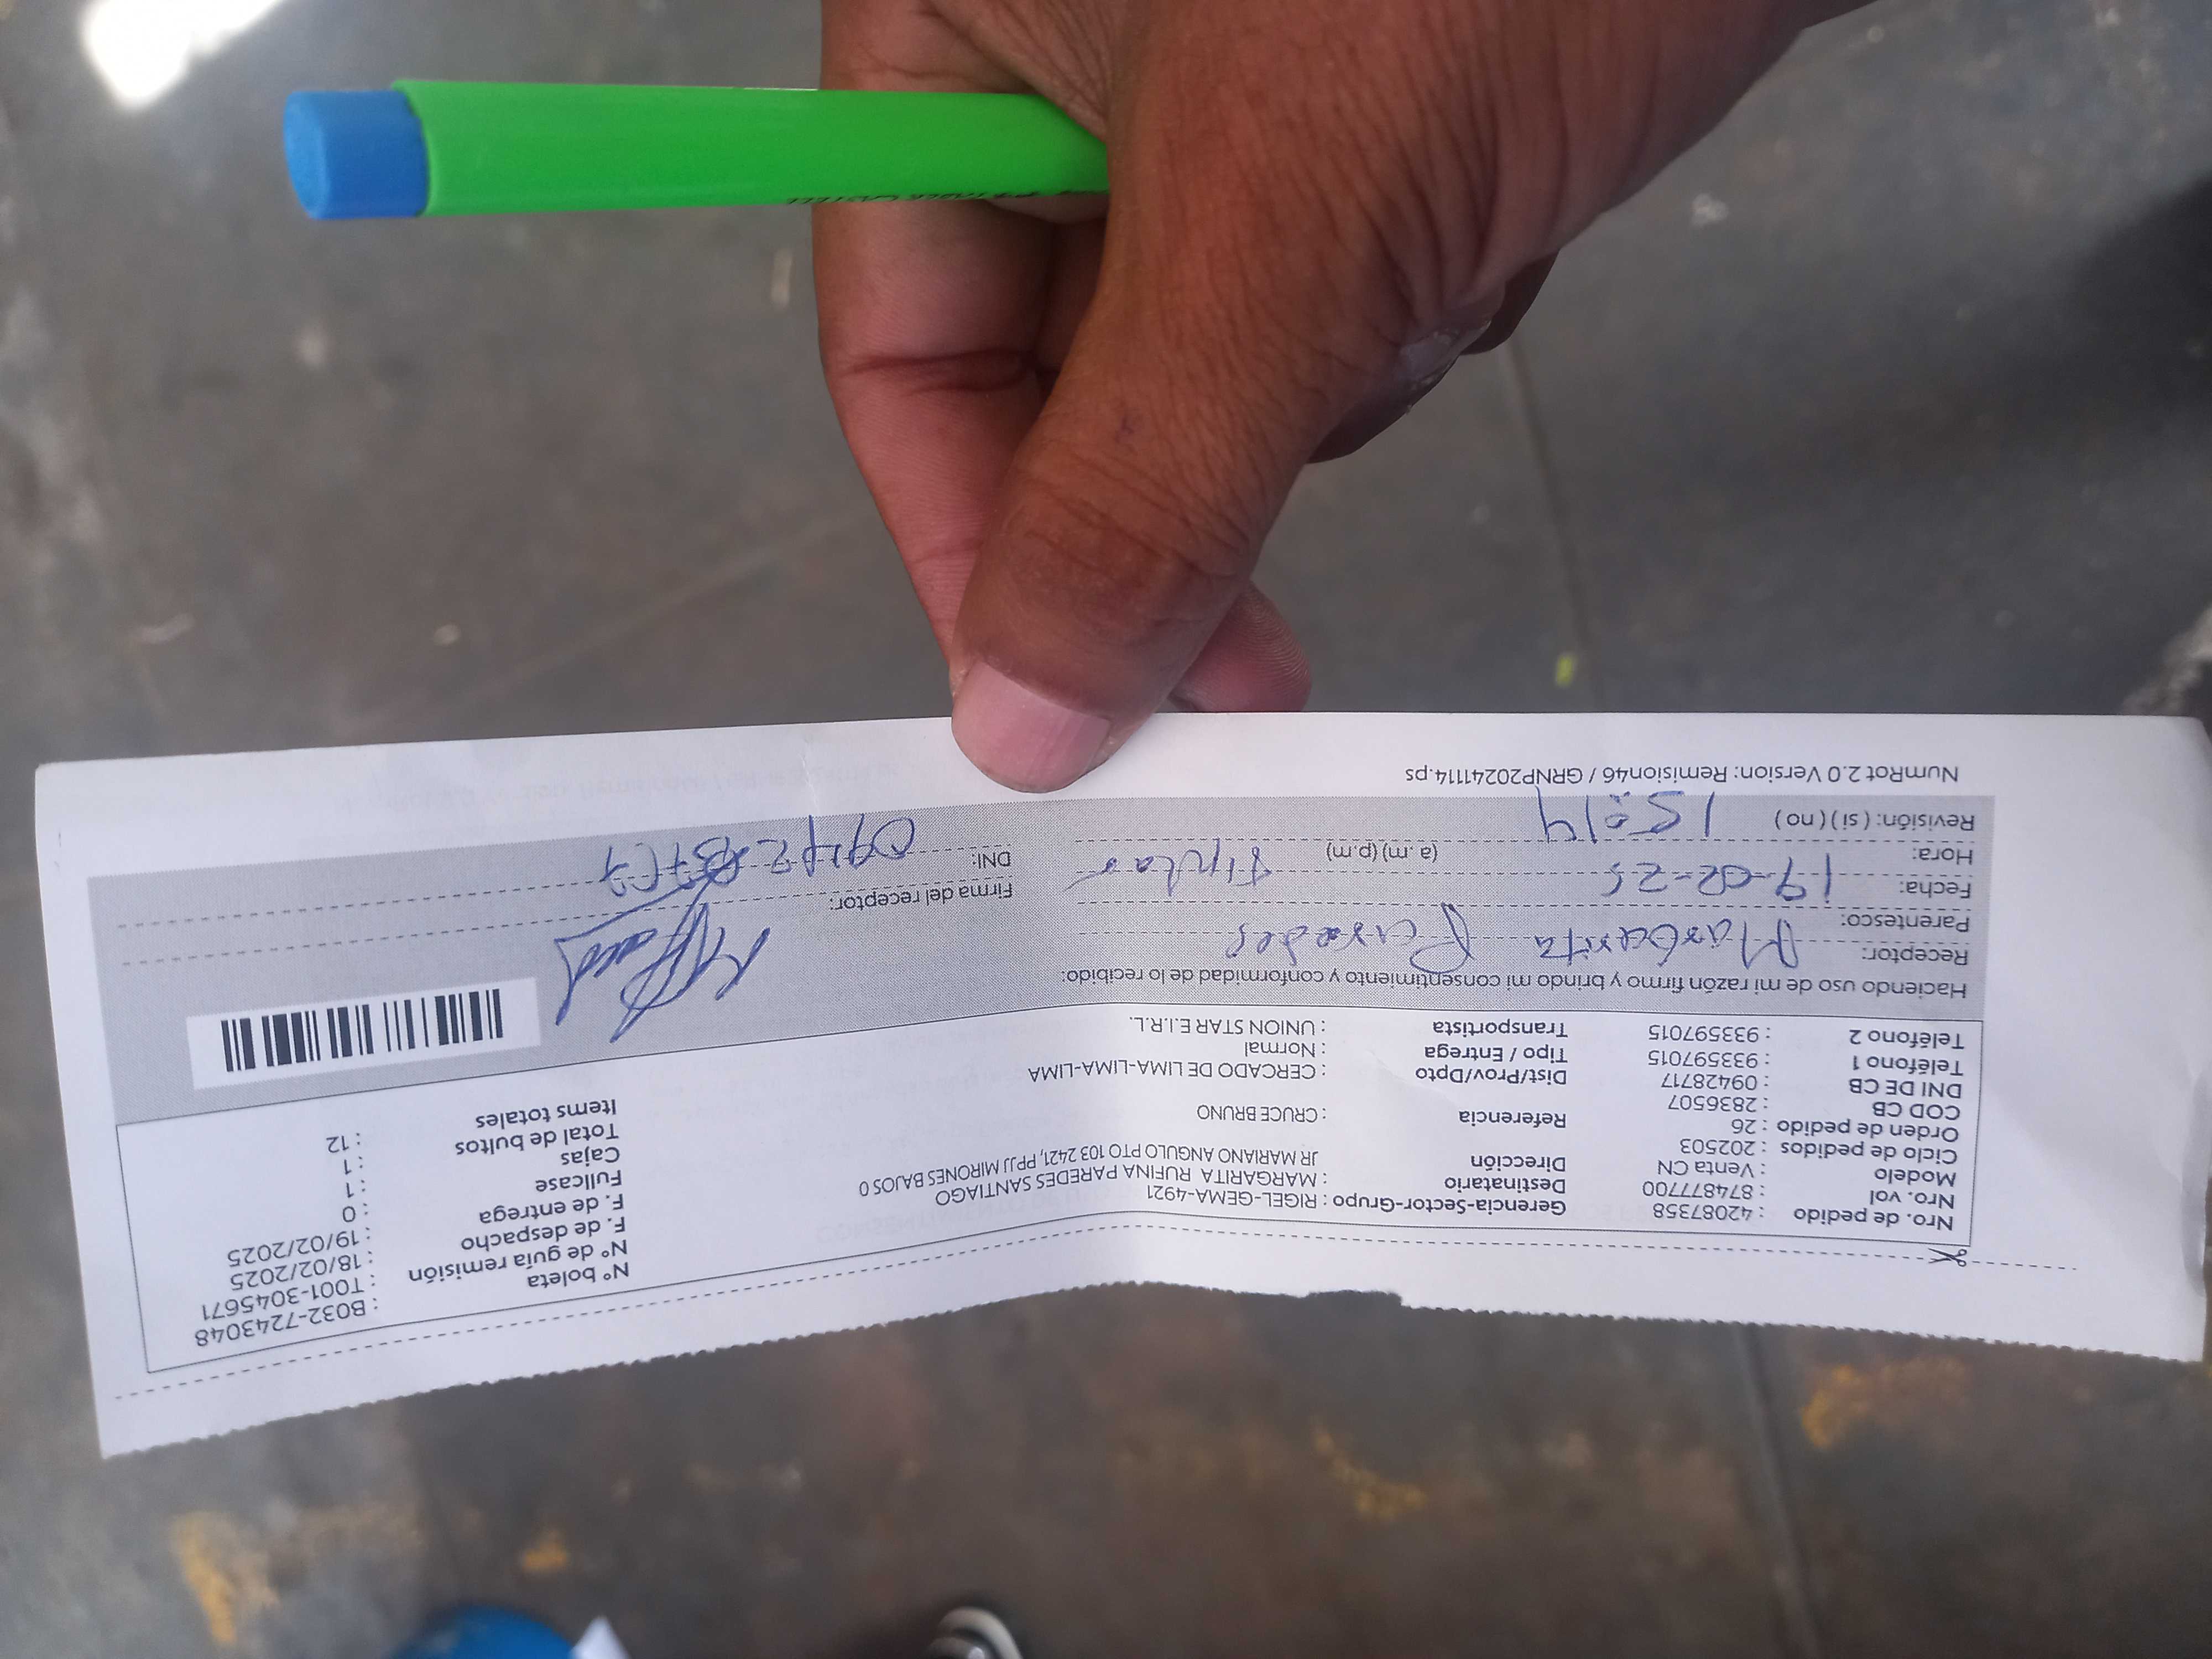 Nro. de pedido : 42087358
Nro. vol : 874877700
Modelo : Venta CN
Ciclo de pedidos : 202503
Orden de pedido : 26
COD CB : 2836507
DNI DE CB : 09428717
Teléfono 1 : 933597015
Teléfono 2 : 933597015
Gerencia-Sector-Grupo : RIGEL-GEMA-4921
Destinatario : MARGARITA RUFINA PAREDES SANTIAGO
Dirección JR MARIANO ANGULO PTO 103 2421, PPJJ MIRONES BAJOS 0
Referencia : CRUCE BRUNO
Dist/Prov/Dpto : CERCADO DE LIMA-LIMA-LIMA
Tipo / Entrega : Normal
Transportista : UNION STAR E.I.R.L.
Nº boleta : B032-7243048
Nº de guía remisión : T001-3045671
F. de despacho : 18/02/2025
F. de entrega : 19/02/2025
Fullcase : 0
Cajas : 1
Total de bultos : 1
Items totales : 12
Haciendo uso de mi razón firmo y brindo mi consentimiento y conformidad de lo recibido:
Receptor: Margarita Paredes
Parentesco: Titular
Fecha: 19-02-25
Hora: 15:14 (a.m) (p.m)
Revisión: ( si ) ( no )
Firma del receptor:
DNI:
NumRot 2.0 Version: Remision46 / GRNP20241114.ps